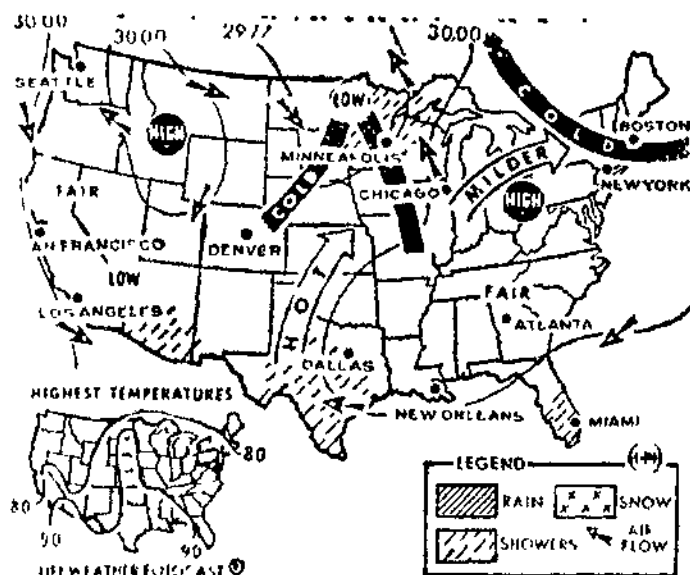 30.00
30.00
29.77
30.00
SEATTLE
HIGH
LOW
COLD
BOSTON
MINNEAPOLIS
NEW YORK
CHICAGO
MILDER
HIGH
COLD
FAIR
AN FRANCISCO
DENVER
LOW
HOT
FAIR
LOS ANGELES
ATLANTA
DALLAS
NEW ORLEANS
MIAMI
HIGHEST TEMPERATURES
80
80
90
90
LEGEND
RAIN
SNOW
SHOWERS
AIR
FLOW